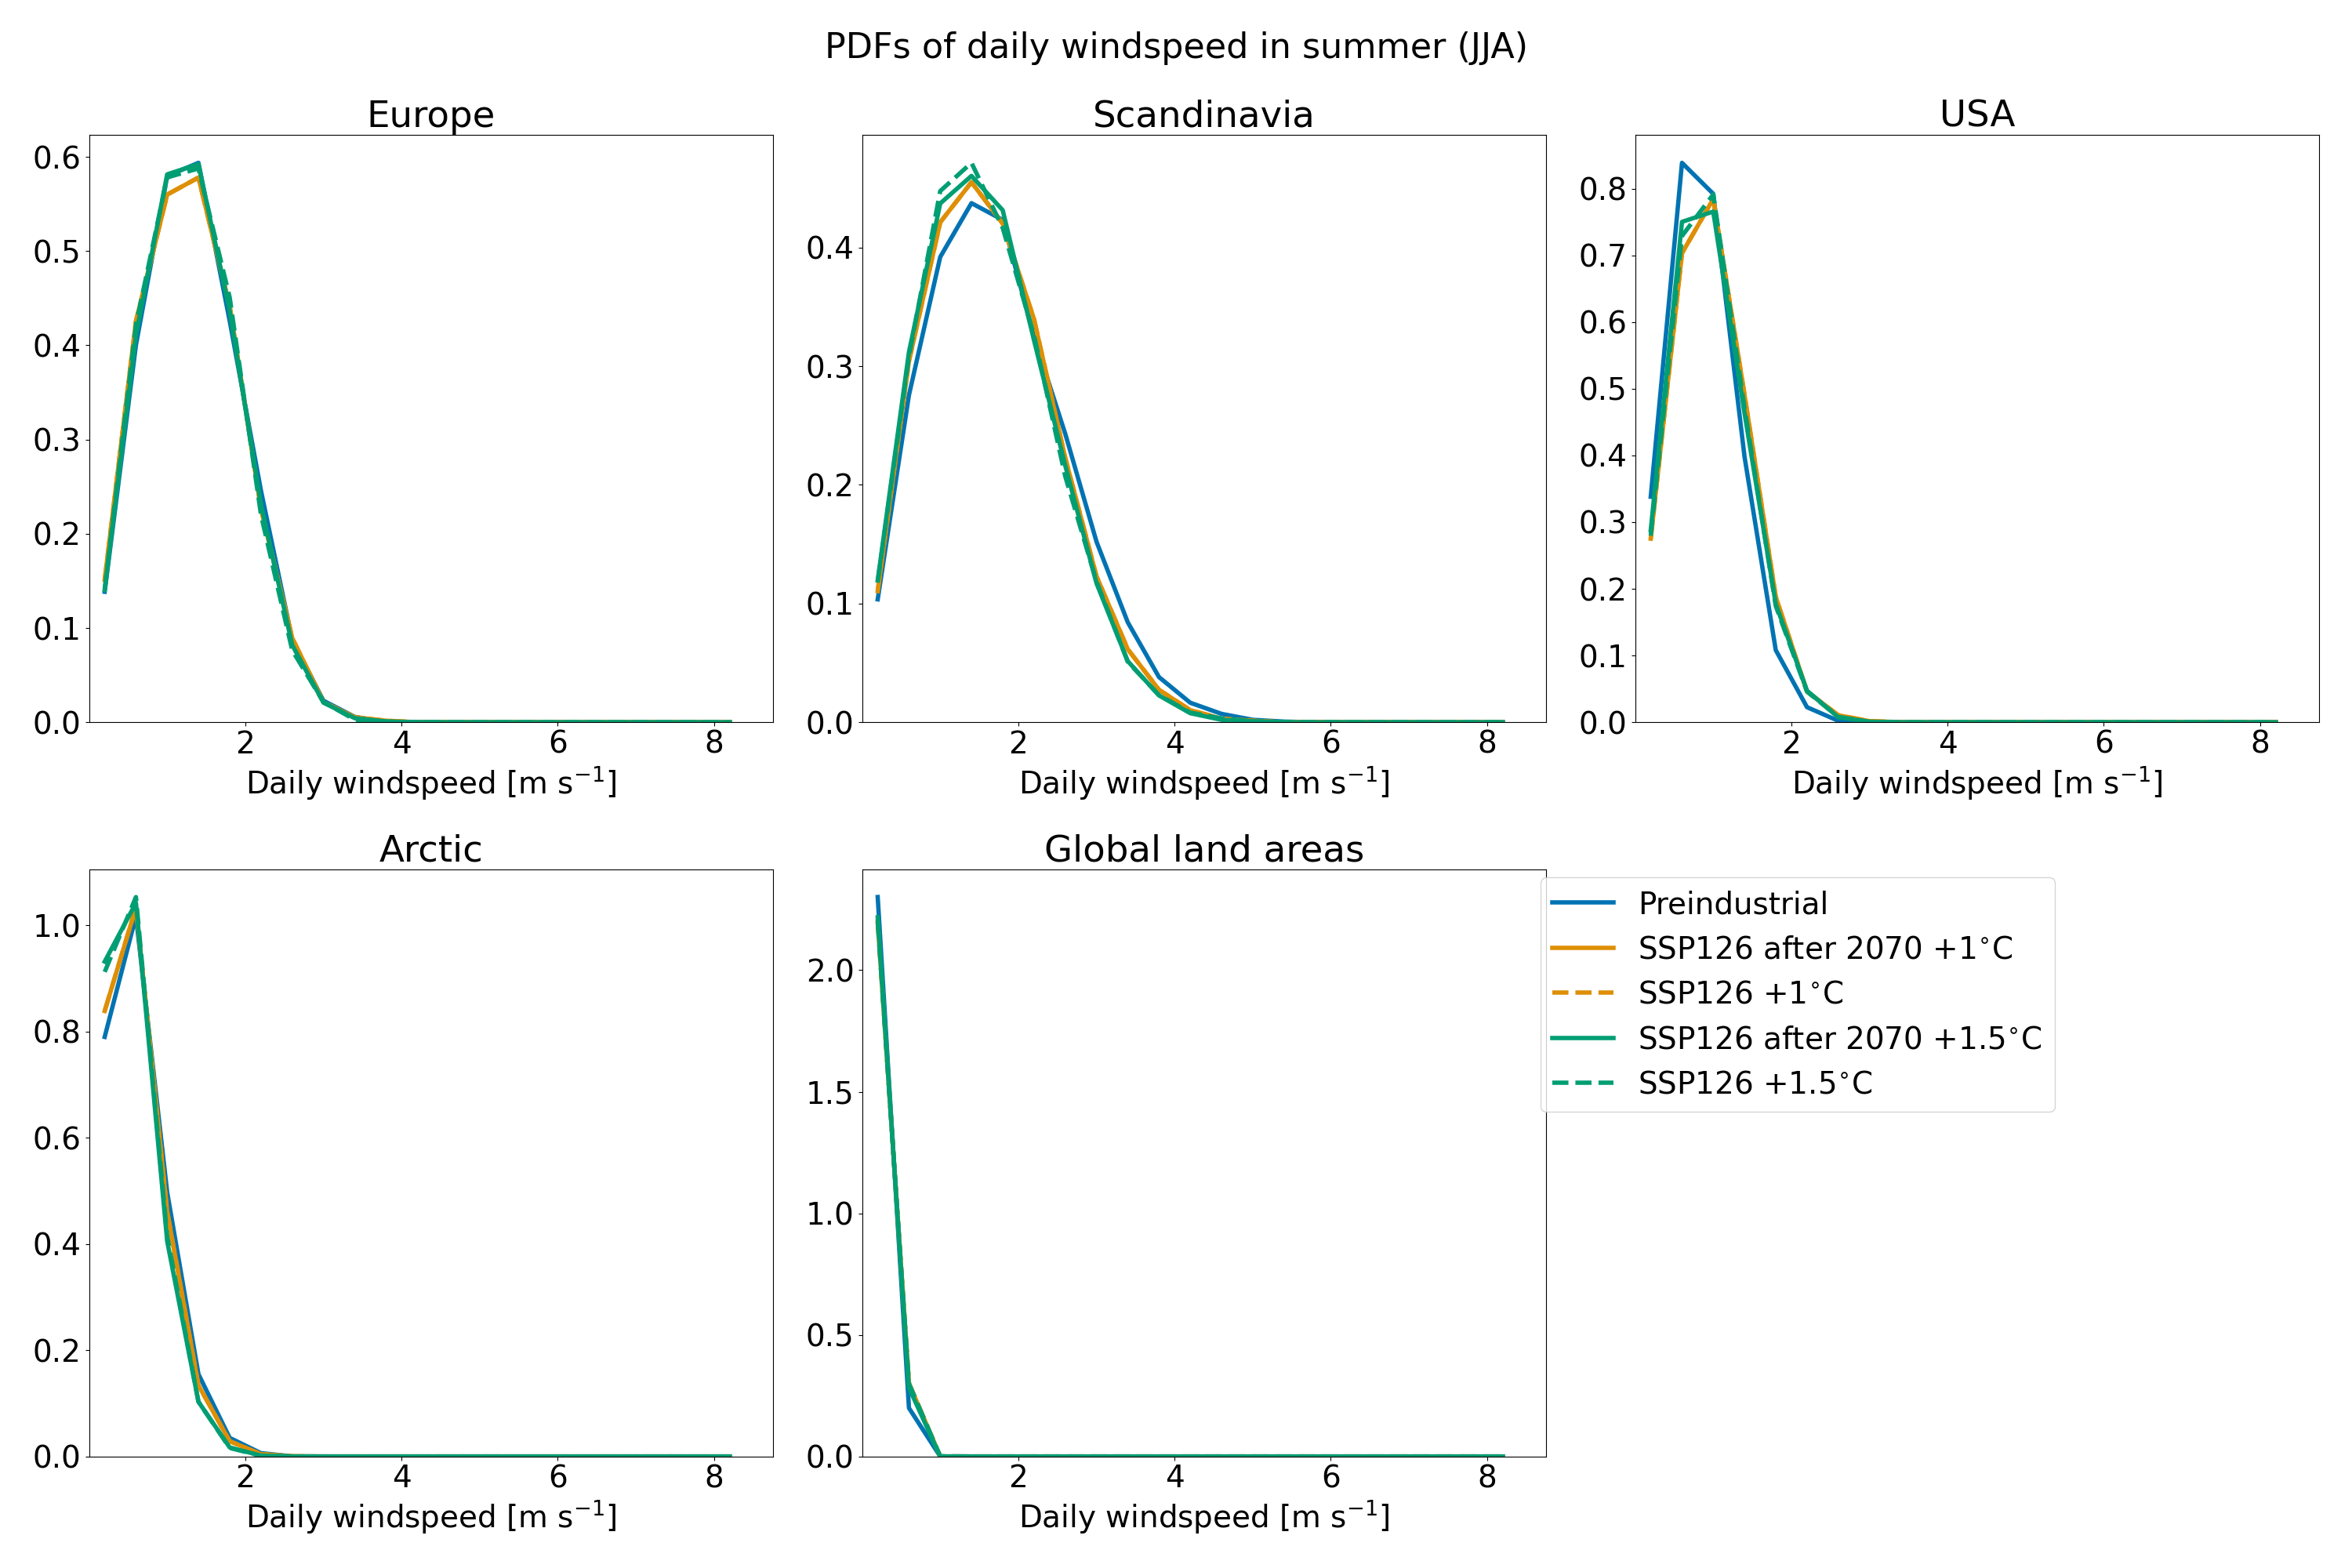 PDFs of daily windspeed in summer (JJA)
Europe
0.6
0.5
0.4
0.3
0.2
0.1
0.0
2 4 6 8
Daily windspeed [m s⁻¹]
Scandinavia
0.4
0.3
0.2
0.1
0.0
2 4 6 8
Daily windspeed [m s⁻¹]
USA
0.8
0.7
0.6
0.5
0.4
0.3
0.2
0.1
0.0
2 4 6 8
Daily windspeed [m s⁻¹]
Arctic
1.0
0.8
0.6
0.4
0.2
0.0
2 4 6 8
Daily windspeed [m s⁻¹]
Global land areas
2.0
1.5
1.0
0.5
0.0
2 4 6 8
Daily windspeed [m s⁻¹]
Preindustrial
SSP126 after 2070 +1°C
SSP126 +1°C
SSP126 after 2070 +1.5°C
SSP126 +1.5°C